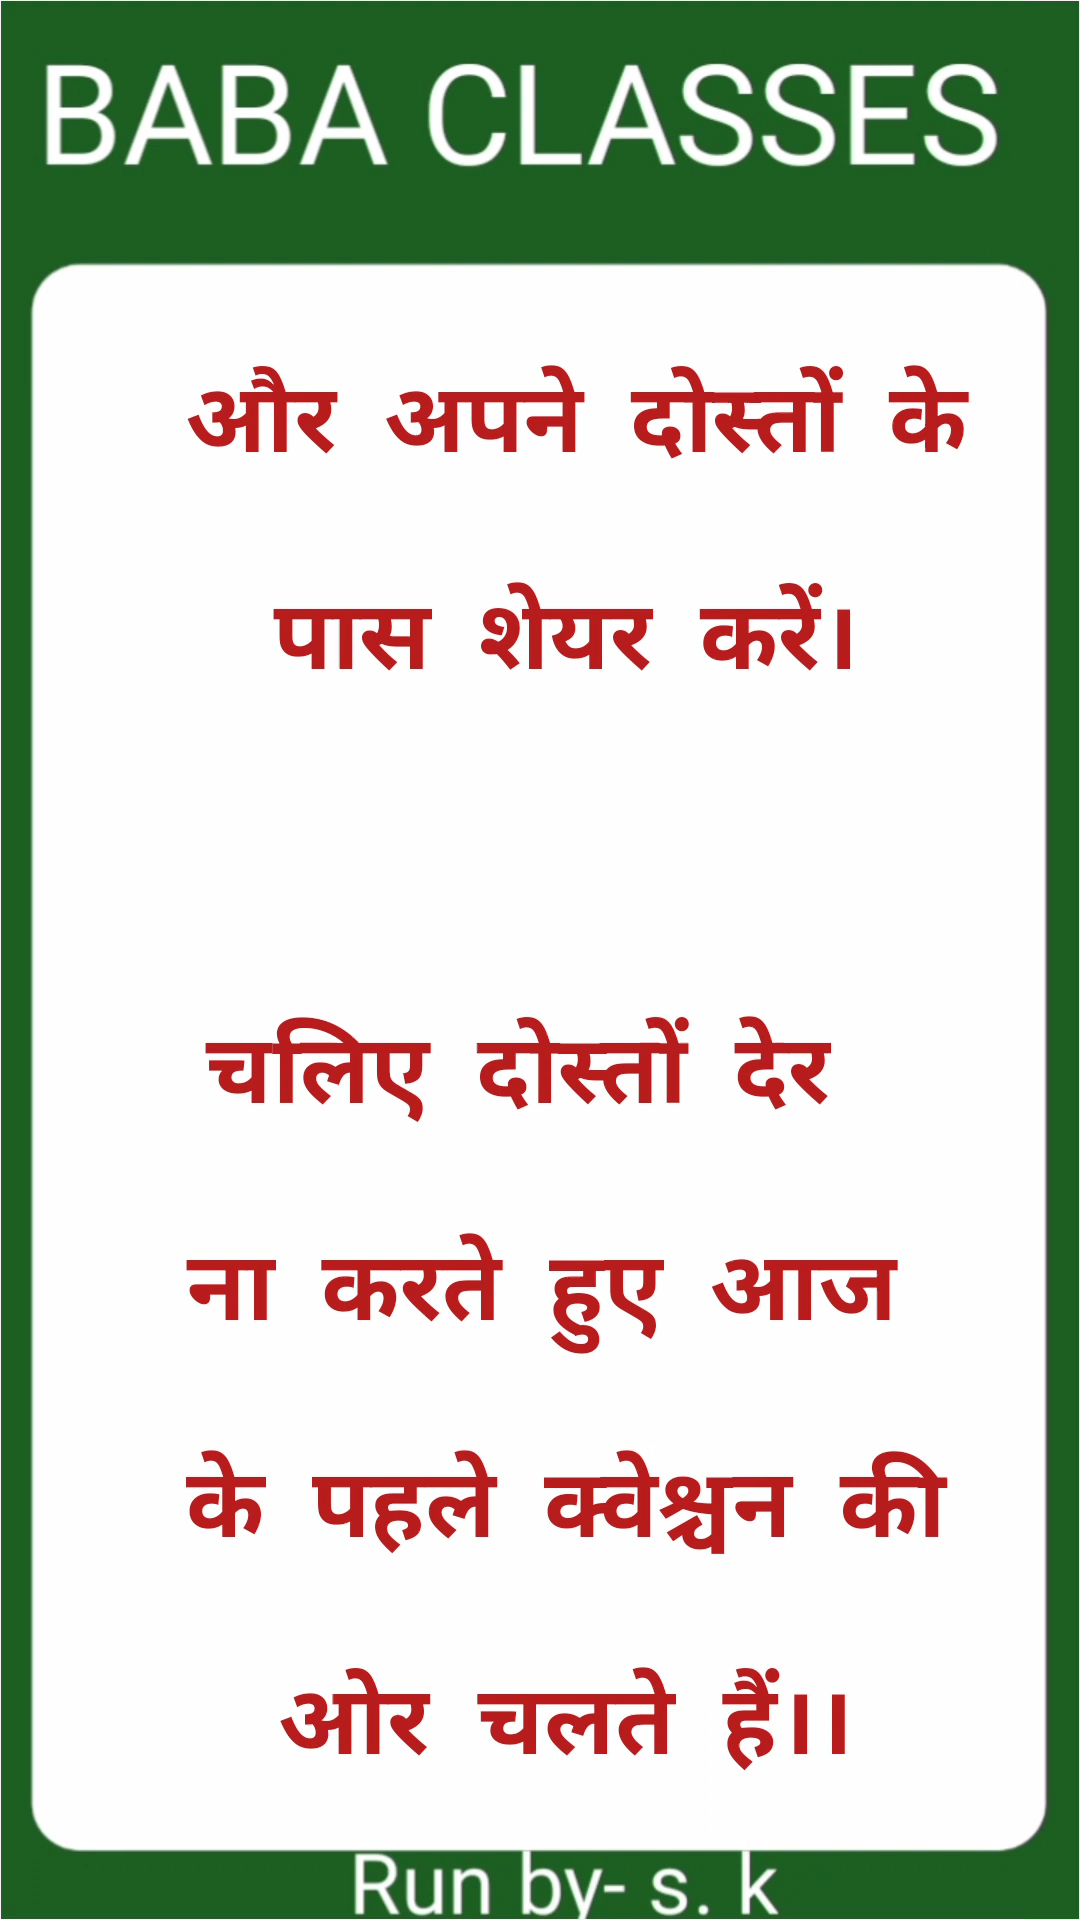 BABA CLASSES
और अपने दोस्तों के
पास शेयर करें।
चलिए दोस्तों देर
ना करते हुए आज
के पहले क्वेश्चन की
ओर चलते हैं।।
Run by- s. k